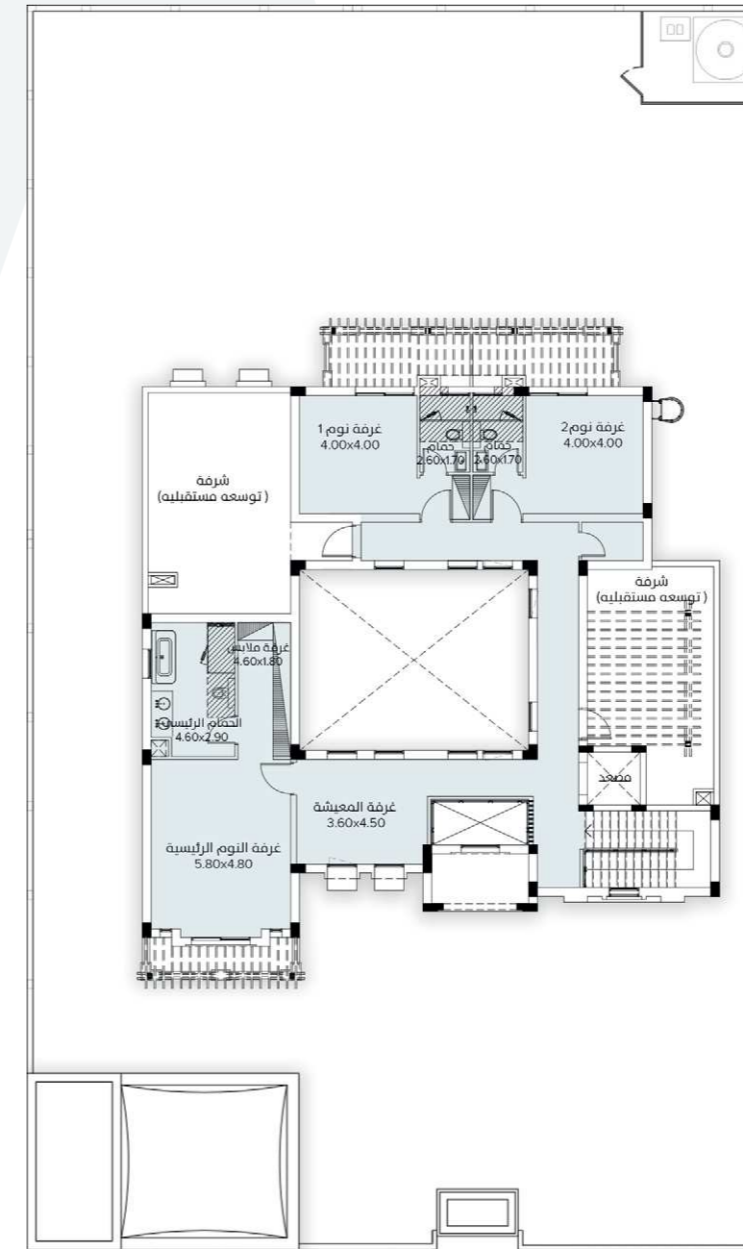 غرفة نوم 1
4.00x4.00
غرفة نوم2
4.00x4.00
حمام
2.60x1.70
حمام
2.60x1.70
شرفة
( توسعه مستقبليه)
شرفة
( توسعه مستقبليه)
غرفة ملابس
4.60x1.80
الحمام الرئيسي
4.60x2.90
مصعد
غرفة المعيشة
3.60x4.50
غرفة النوم الرئيسية
5.80x4.80